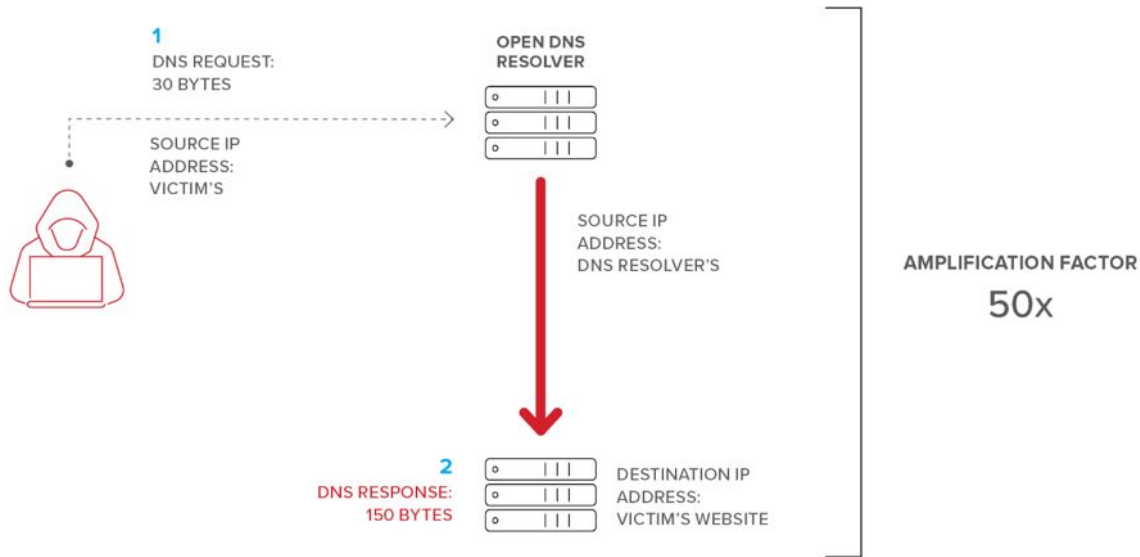 1
DNS REQUEST:
30 BYTES
SOURCE IP
ADDRESS:
VICTIM'S
OPEN DNS
RESOLVER
SOURCE IP
ADDRESS:
DNS RESOLVER'S
2
DNS RESPONSE:
150 BYTES
DESTINATION IP
ADDRESS:
VICTIM'S WEBSITE
AMPLIFICATION FACTOR
50x